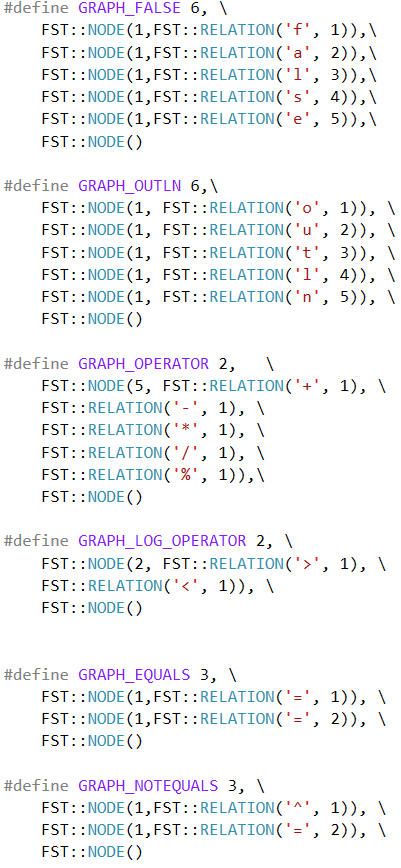 #define GRAPH_FALSE 6, \
    FST::NODE(1,FST::RELATION('f', 1)),\
    FST::NODE(1,FST::RELATION('a', 2)),\
    FST::NODE(1,FST::RELATION('l', 3)),\
    FST::NODE(1,FST::RELATION('s', 4)),\
    FST::NODE(1,FST::RELATION('e', 5)),\
    FST::NODE()

#define GRAPH_OUTLN 6,\
    FST::NODE(1, FST::RELATION('o', 1)), \
    FST::NODE(1, FST::RELATION('u', 2)), \
    FST::NODE(1, FST::RELATION('t', 3)), \
    FST::NODE(1, FST::RELATION('l', 4)), \
    FST::NODE(1, FST::RELATION('n', 5)), \
    FST::NODE()

#define GRAPH_OPERATOR 2,   \
    FST::NODE(5, FST::RELATION('+', 1), \
    FST::RELATION('-', 1), \
    FST::RELATION('*', 1), \
    FST::RELATION('/', 1), \
    FST::RELATION('%', 1)),\
    FST::NODE()

#define GRAPH_LOG_OPERATOR 2, \
    FST::NODE(2, FST::RELATION('>', 1), \
    FST::RELATION('<', 1)), \
    FST::NODE()


#define GRAPH_EQUALS 3, \
    FST::NODE(1,FST::RELATION('=', 1)), \
    FST::NODE(1,FST::RELATION('=', 2)), \
    FST::NODE()

#define GRAPH_NOTEQUALS 3, \
    FST::NODE(1,FST::RELATION('^', 1)), \
    FST::NODE(1,FST::RELATION('=', 2)), \
    FST::NODE()